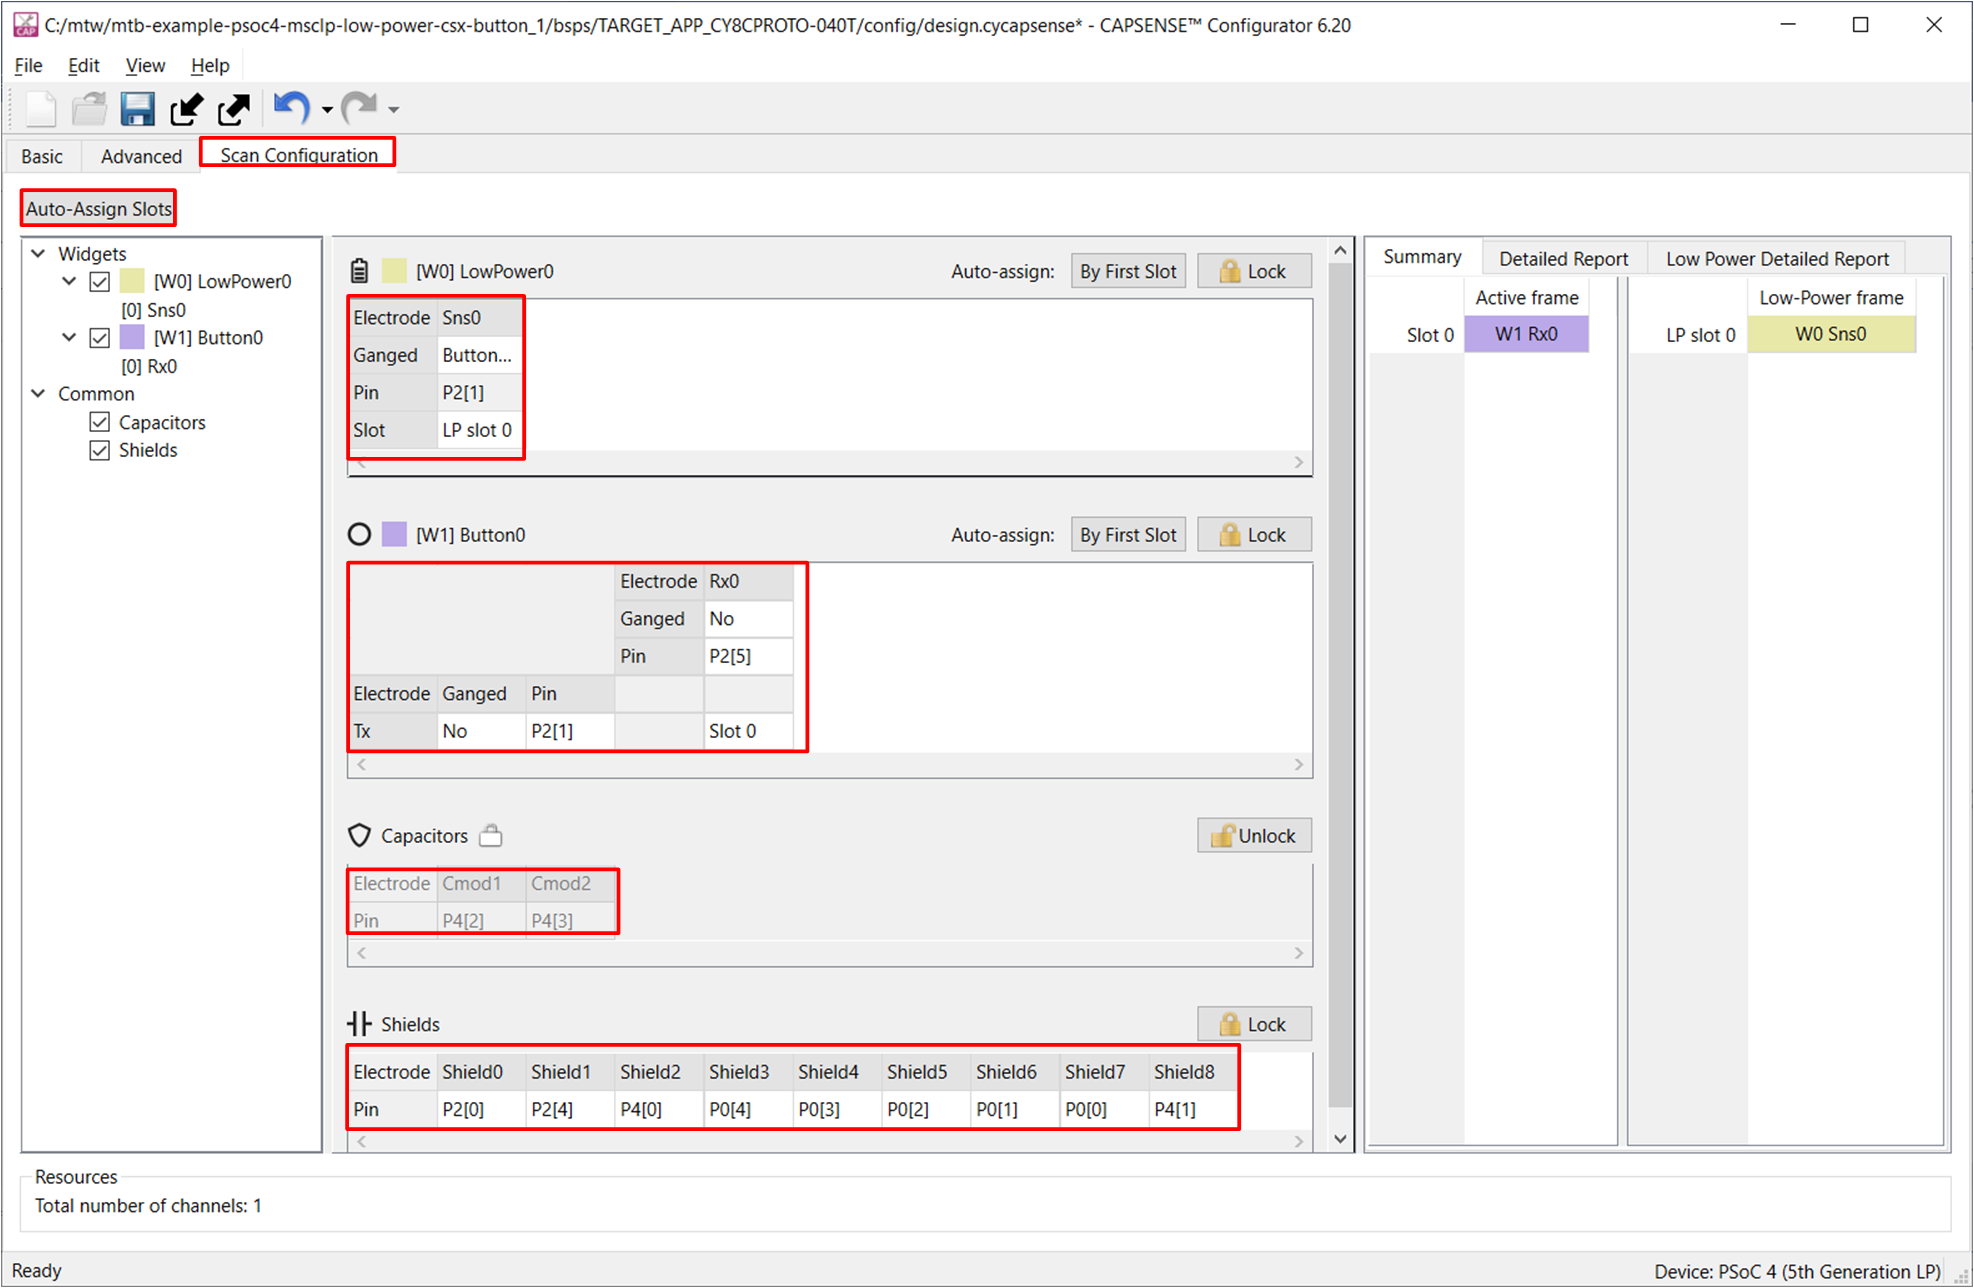 C:/mtw/mtb-example-psoc4-msclp-low-power-csx-button_1/bsps/TARGET_APP_CY8CPROTO-040T/config/design.cycapsense* - CAPSENSE™ Configurator 6.20
File Edit View Help
Basic Advanced Scan Configuration
Auto-Assign Slots
Widgets
[W0] LowPower0
[0] Sns0
[W1] Button0
[0] Rx0
Common
Capacitors
Shields
[W0] LowPower0 Auto-assign: By First Slot Lock
Electrode Sns0
Ganged Button...
Pin P2[1]
Slot LP slot 0
[W1] Button0 Auto-assign: By First Slot Lock
Electrode Rx0
Ganged No
Pin P2[5]
Electrode Ganged Pin
Tx No P2[1] Slot 0
Capacitors Unlock
Electrode Cmod1 Cmod2
Pin P4[2] P4[3]
Shields Lock
Electrode Shield0 Shield1 Shield2 Shield3 Shield4 Shield5 Shield6 Shield7 Shield8
Pin P2[0] P2[4] P4[0] P0[4] P0[3] P0[2] P0[1] P0[0] P4[1]
Summary Detailed Report Low Power Detailed Report
Active frame
Slot 0 W1 Rx0
Low-Power frame
LP slot 0 W0 Sns0
Resources
Total number of channels: 1
Ready
Device: PSoC 4 (5th Generation LP)
CAP